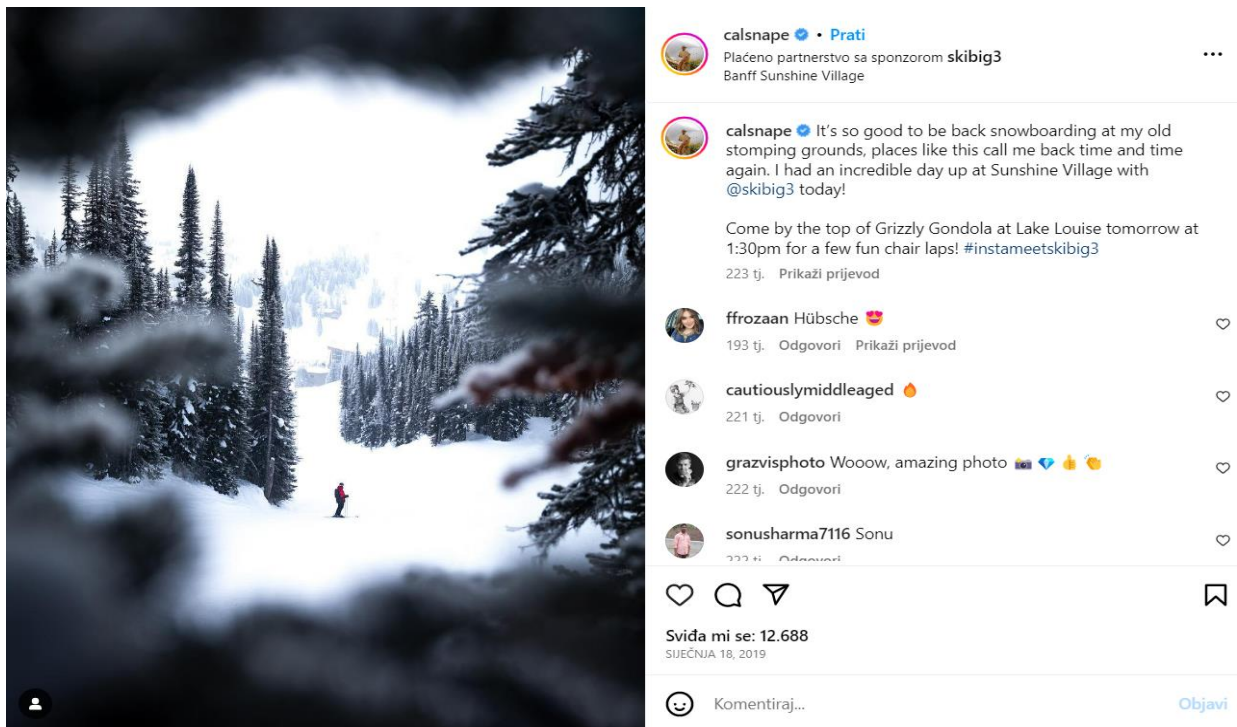 calsnape • Prati
Plaćeno partnerstvo sa sponzorom skibig3
Banff Sunshine Village
calsnape It’s so good to be back snowboarding at my old
stomping grounds, places like this call me back time and time
again. I had an incredible day up at Sunshine Village with
@skibig3 today!
Come by the top of Grizzly Gondola at Lake Louise tomorrow at
1:30pm for a few fun chair laps! #instameetskibig3
223 tj. Prikaži prijevod
ffrozaan Hübsche 😍
193 tj. Odgovori Prikaži prijevod
cautiouslymiddleaged 🔥
221 tj. Odgovori
grazvisphoto Wooow, amazing photo 📸 💎 👍 👏
222 tj. Odgovori
sonusharma7116 Sonu
222 tj. Odgovori
Sviđa mi se: 12.688
SIJEČNJA 18, 2019
Komentiraj...
Objavi